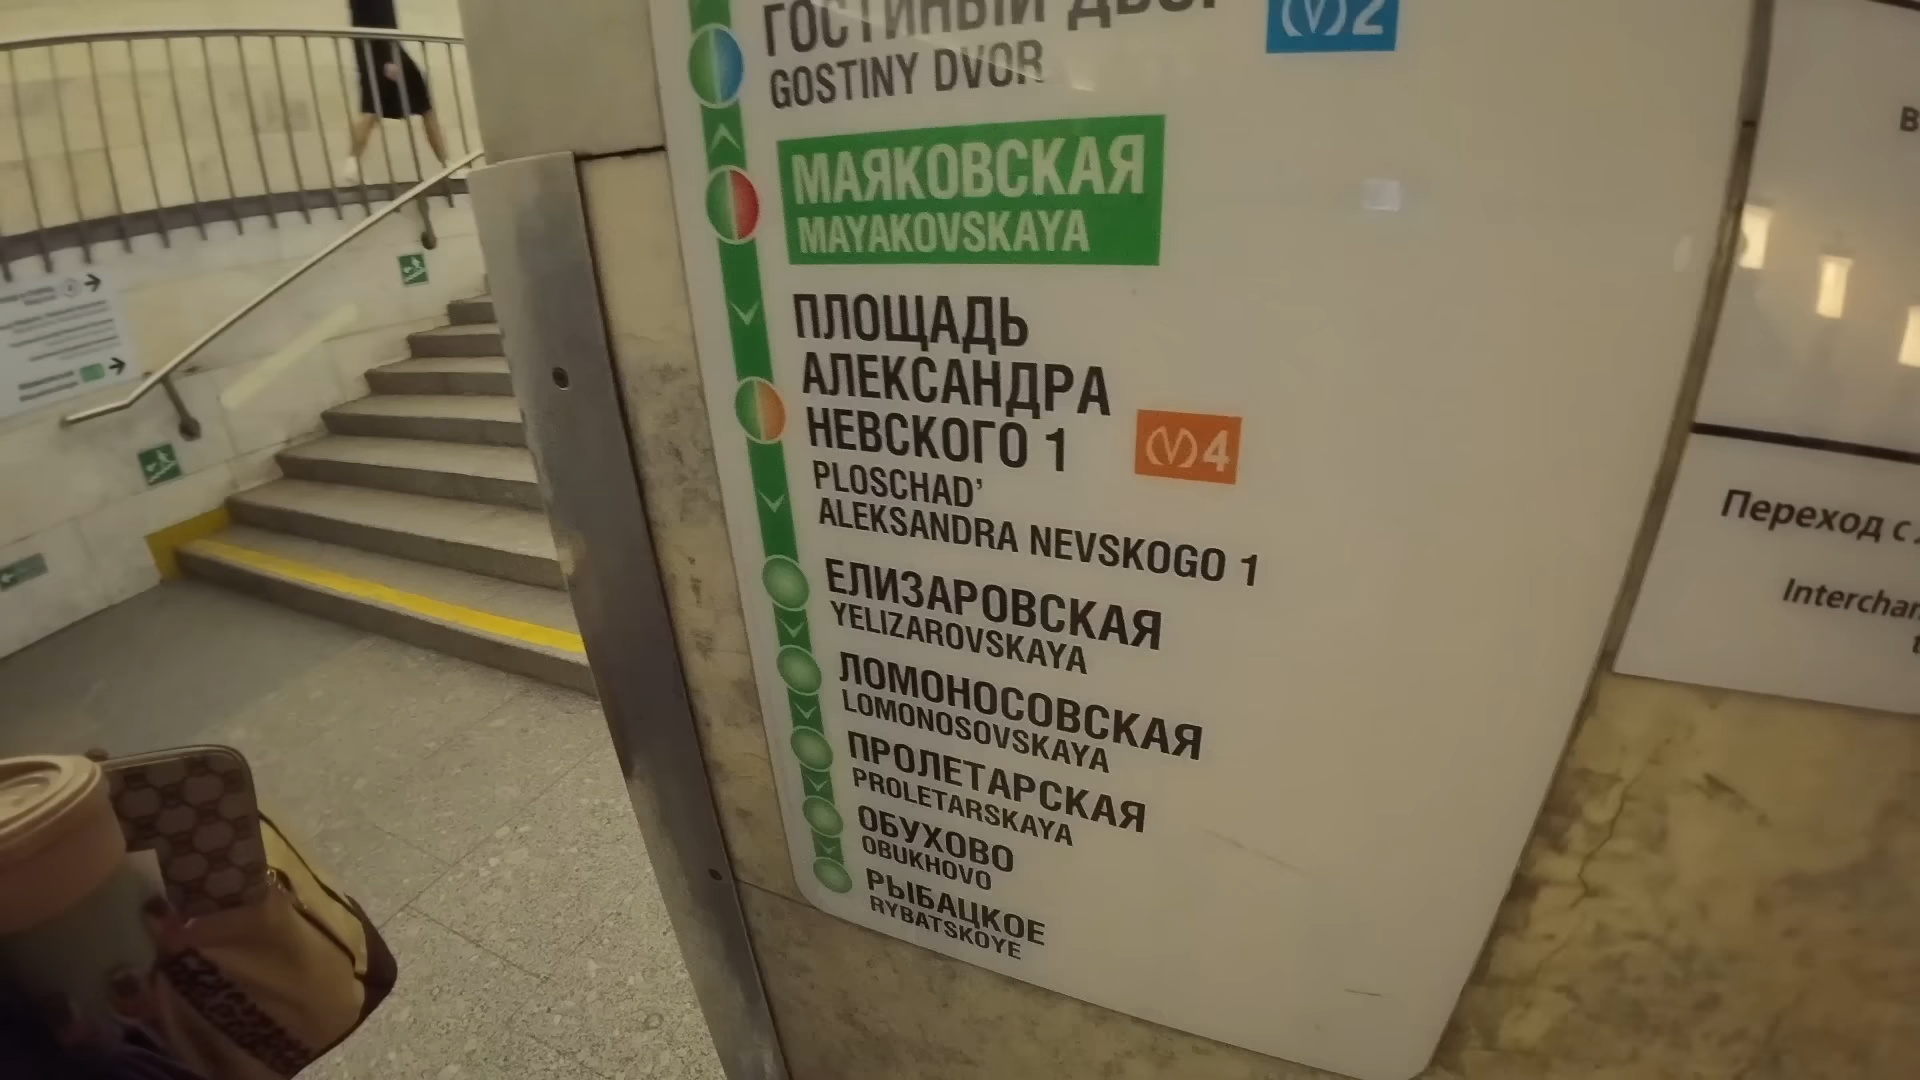 ГОСТИНЫЙ ДВОР
GOSTINY DVOR
2
МАЯКОВСКАЯ
MAYAKOVSKAYA
ПЛОЩАДЬ
АЛЕКСАНДРА
НЕВСКОГО 1
4
PLOSCHAD’
ALEKSANDRA NEVSKOGO 1
ЕЛИЗАРОВСКАЯ
YELIZAROVSKAYA
ЛОМОНОСОВСКАЯ
LOMONOSOVSKAYA
ПРОЛЕТАРСКАЯ
PROLETARSKAYA
ОБУХОВО
OBUKHOVO
РЫБАЦКОЕ
RYBATSKOYE
Переход с